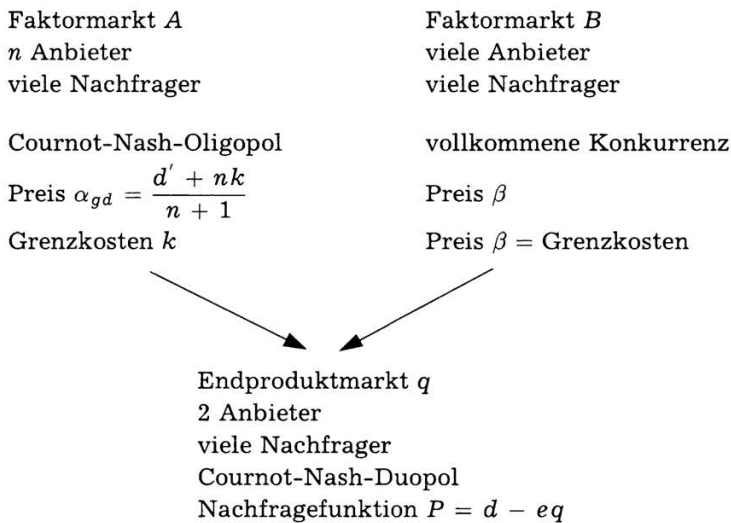 Faktormarkt A
n Anbieter
viele Nachfrager
Cournot-Nash-Oligopol
Preis α_gd = (d′ + nk) / (n + 1)
Grenzkosten k
Faktormarkt B
viele Anbieter
viele Nachfrager
vollkommene Konkurrenz
Preis β
Preis β = Grenzkosten
Endproduktmarkt q
2 Anbieter
viele Nachfrager
Cournot-Nash-Duopol
Nachfragefunktion P = d − eq